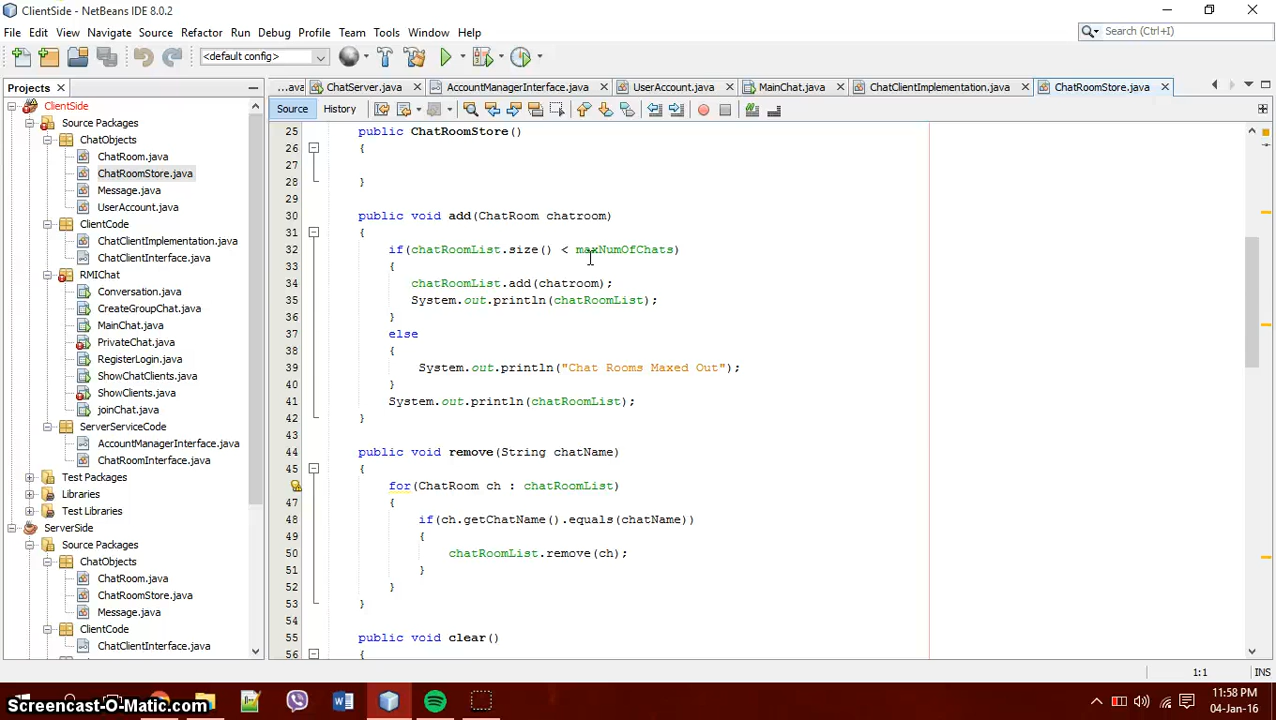 ClientSide - NetBeans IDE 8.0.2
File Edit View Navigate Source Refactor Run Debug Profile Team Tools Window Help
Search (Ctrl+I)
<default config>
Projects
...ava ChatServer.java AccountManagerInterface.java UserAccount.java MainChat.java ChatClientImplementation.java ChatRoomStore.java
Source History
ClientSide
Source Packages
ChatObjects
ChatRoom.java
ChatRoomStore.java
Message.java
UserAccount.java
ClientCode
ChatClientImplementation.java
ChatClientInterface.java
RMIChat
Conversation.java
CreateGroupChat.java
MainChat.java
PrivateChat.java
RegisterLogin.java
ShowChatClients.java
ShowClients.java
joinChat.java
ServerServiceCode
AccountManagerInterface.java
ChatRoomInterface.java
Test Packages
Libraries
Test Libraries
ServerSide
Source Packages
ChatObjects
ChatRoom.java
ChatRoomStore.java
Message.java
ClientCode
ChatClientInterface.java
25 public ChatRoomStore()
26 {
27
28 }
29
30 public void add(ChatRoom chatroom)
31 {
32 if(chatRoomList.size() < maxNumOfChats)
33 {
34 chatRoomList.add(chatroom);
35 System.out.println(chatRoomList);
36 }
37 else
38 {
39 System.out.println("Chat Rooms Maxed Out");
40 }
41 System.out.println(chatRoomList);
42 }
43
44 public void remove(String chatName)
45 {
for(ChatRoom ch : chatRoomList)
47 {
48 if(ch.getChatName().equals(chatName))
49 {
50 chatRoomList.remove(ch);
51 }
52 }
53 }
54
55 public void clear()
56 {
1:1 INS
11:58 PM
04-Jan-16
Screencast-O-Matic.com